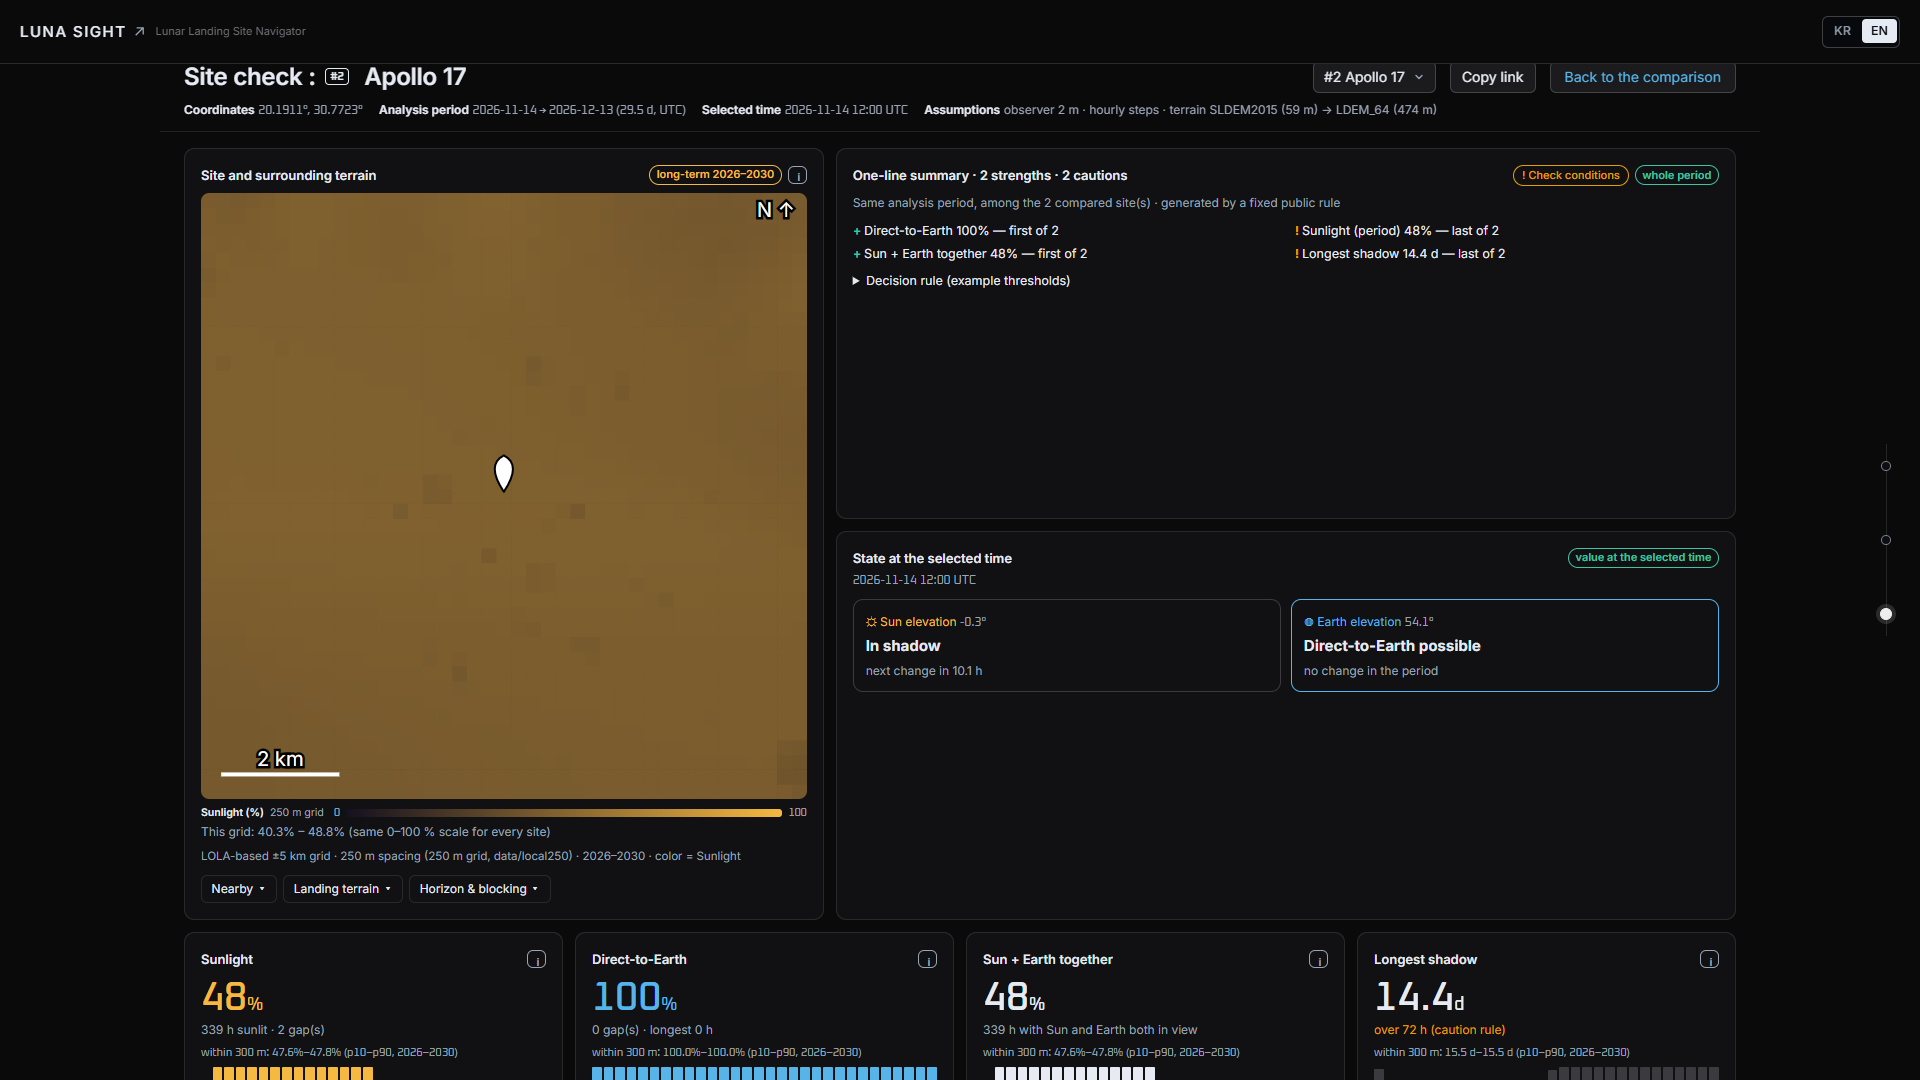 LUNA SIGHT ↗ Lunar Landing Site Navigator
KR EN
Site check : #2 Apollo 17
#2 Apollo 17
Copy link
Back to the comparison
Coordinates 20.1911°, 30.7723° Analysis period 2026-11-14 → 2026-12-13 (29.5 d, UTC) Selected time 2026-11-14 12:00 UTC Assumptions observer 2 m · hourly steps · terrain SLDEM2015 (59 m) → LDEM_64 (474 m)
Site and surrounding terrain
long-term 2026–2030
i
N ↑
2 km
Sunlight (%) 250 m grid 0 100
This grid: 40.3% – 48.8% (same 0–100 % scale for every site)
LOLA-based ±5 km grid · 250 m spacing (250 m grid, data/local250) · 2026–2030 · color = Sunlight
Nearby
Landing terrain
Horizon & blocking
One-line summary · 2 strengths · 2 cautions
! Check conditions
whole period
Same analysis period, among the 2 compared site(s) · generated by a fixed public rule
+ Direct-to-Earth 100% — first of 2
! Sunlight (period) 48% — last of 2
+ Sun + Earth together 48% — first of 2
! Longest shadow 14.4 d — last of 2
Decision rule (example thresholds)
State at the selected time
value at the selected time
2026-11-14 12:00 UTC
Sun elevation -0.3°
In shadow
next change in 10.1 h
Earth elevation 54.1°
Direct-to-Earth possible
no change in the period
Sunlight
i
48%
339 h sunlit · 2 gap(s)
within 300 m: 47.6%–47.8% (p10–p90, 2026–2030)
Direct-to-Earth
i
100%
0 gap(s) · longest 0 h
within 300 m: 100.0%–100.0% (p10–p90, 2026–2030)
Sun + Earth together
i
48%
339 h with Sun and Earth both in view
within 300 m: 47.6%–47.8% (p10–p90, 2026–2030)
Longest shadow
i
14.4d
over 72 h (caution rule)
within 300 m: 15.5 d–15.5 d (p10–p90, 2026–2030)